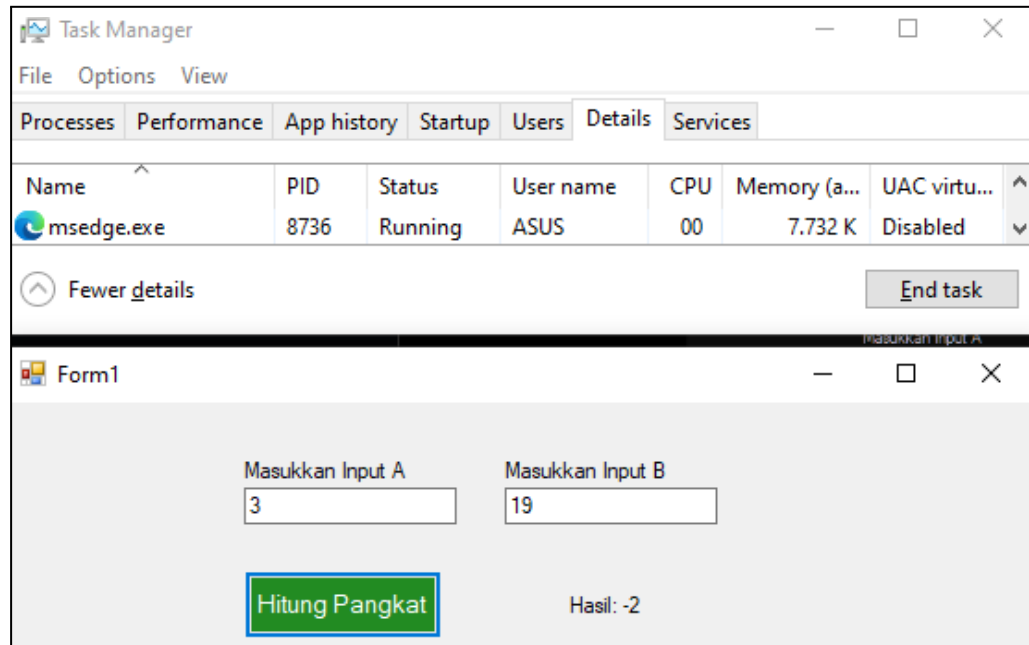 Task Manager
File Options View
Processes Performance App history Startup Users Details Services
Name PID Status User name CPU Memory (a... UAC virtu...
msedge.exe 8736 Running ASUS 00 7.732 K Disabled
Fewer details End task
Masukkan Input A
Form1
Masukkan Input A Masukkan Input B
3 19
Hitung Pangkat Hasil: -2